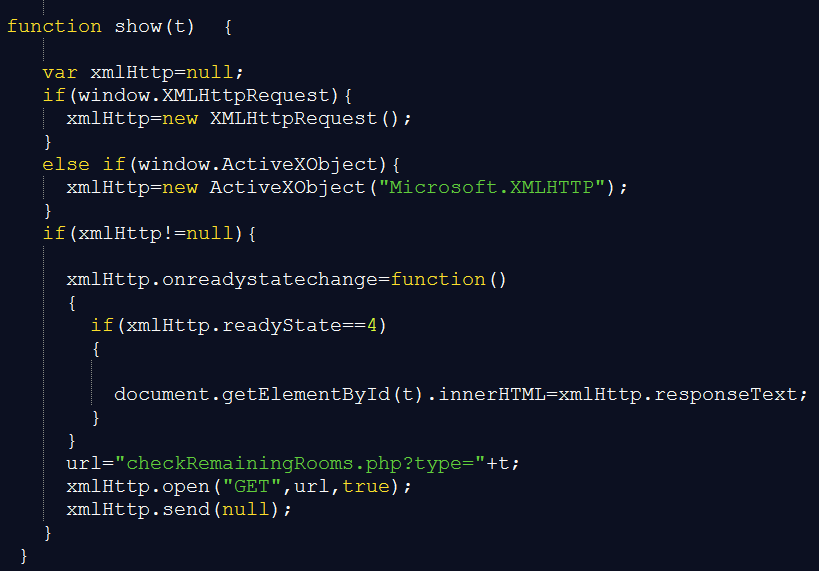 function show(t)  {
var xmlHttp=null;
if(window.XMLHttpRequest){
xmlHttp=new XMLHttpRequest();
}
else if(window.ActiveXObject){
xmlHttp=new ActiveXObject("Microsoft.XMLHTTP");
}
if(xmlHttp!=null){
xmlHttp.onreadystatechange=function()
{
if(xmlHttp.readyState==4)
{
document.getElementById(t).innerHTML=xmlHttp.responseText;
}
}
url="checkRemainingRooms.php?type="+t;
xmlHttp.open("GET",url,true);
xmlHttp.send(null);
}
}